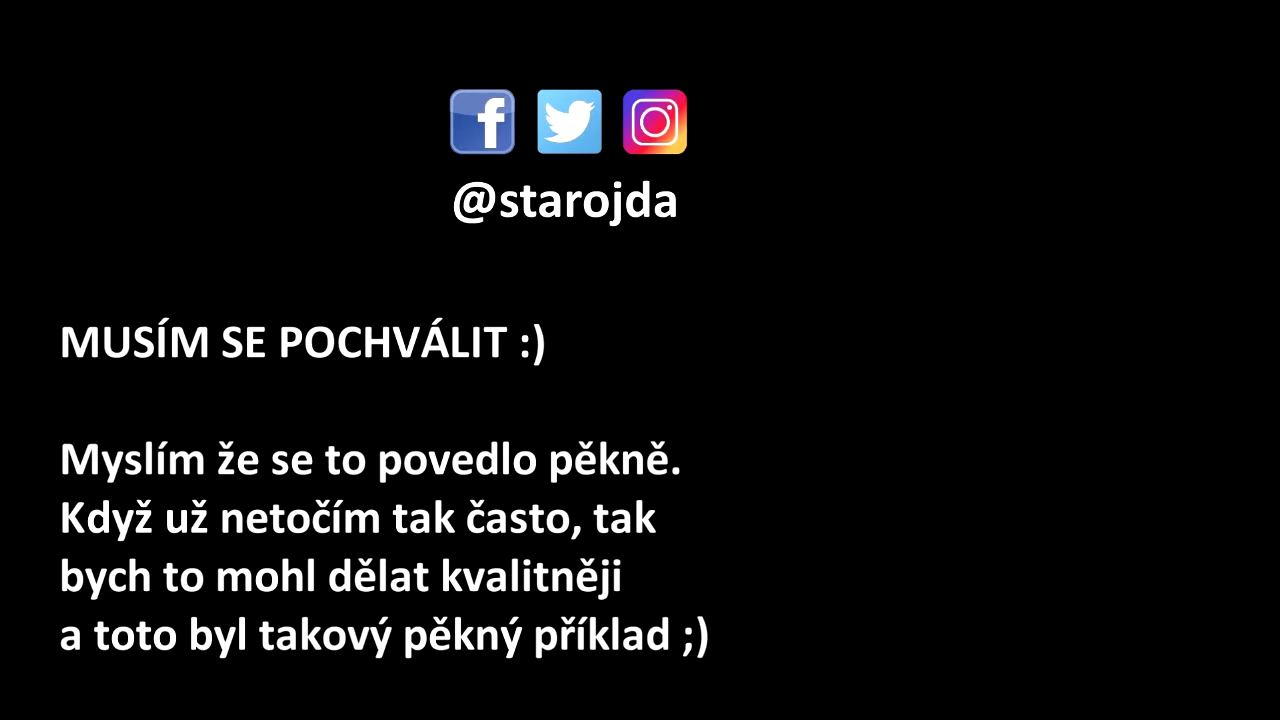 @starojda
MUSÍM SE POCHVÁLIT :)
Myslím že se to povedlo pěkně.
Když už netočím tak často, tak
bych to mohl dělat kvalitněji
a toto byl takový pěkný příklad ;)